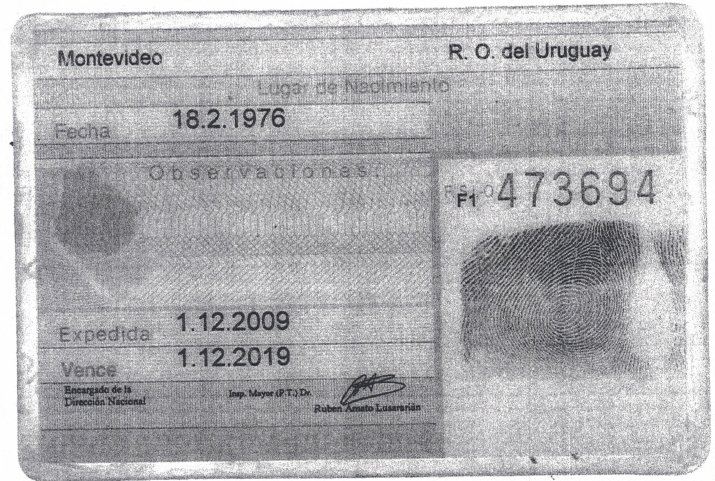 Montevideo
R. O. del Uruguay
Lugar de Nacimiento
Fecha 18.2.1976
Observaciones:
F1 473694
Expedida 1.12.2009
Vence 1.12.2019
Encargado de la
Dirección Nacional
Insp. Mayor (P.T.) Dr.
Ruben Amato Lusararián